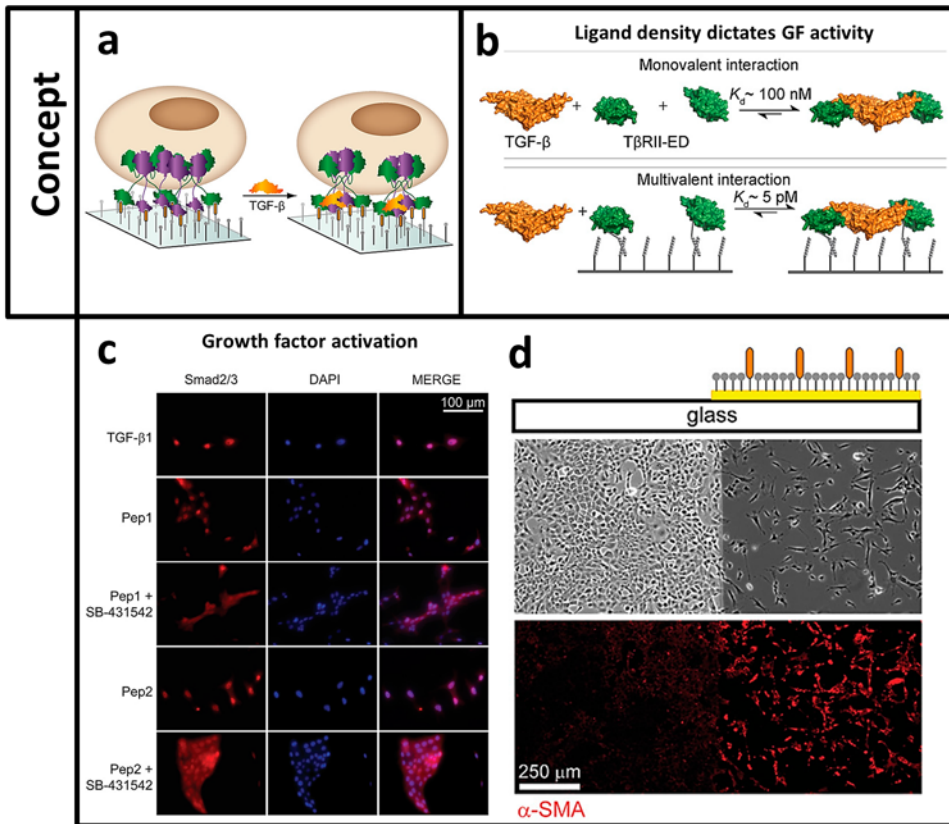 Concept
a
TGF-β
b
Ligand density dictates GF activity
Monovalent interaction
Kd~ 100 nM
+
+
TGF-β
TβRII-ED
Multivalent interaction
Kd~ 5 pM
+
c
Growth factor activation
Smad2/3
DAPI
MERGE
100 µm
TGF-β1
Pep1
Pep1 +
SB-431542
Pep2
Pep2 +
SB-431542
d
glass
250 µm
α-SMA